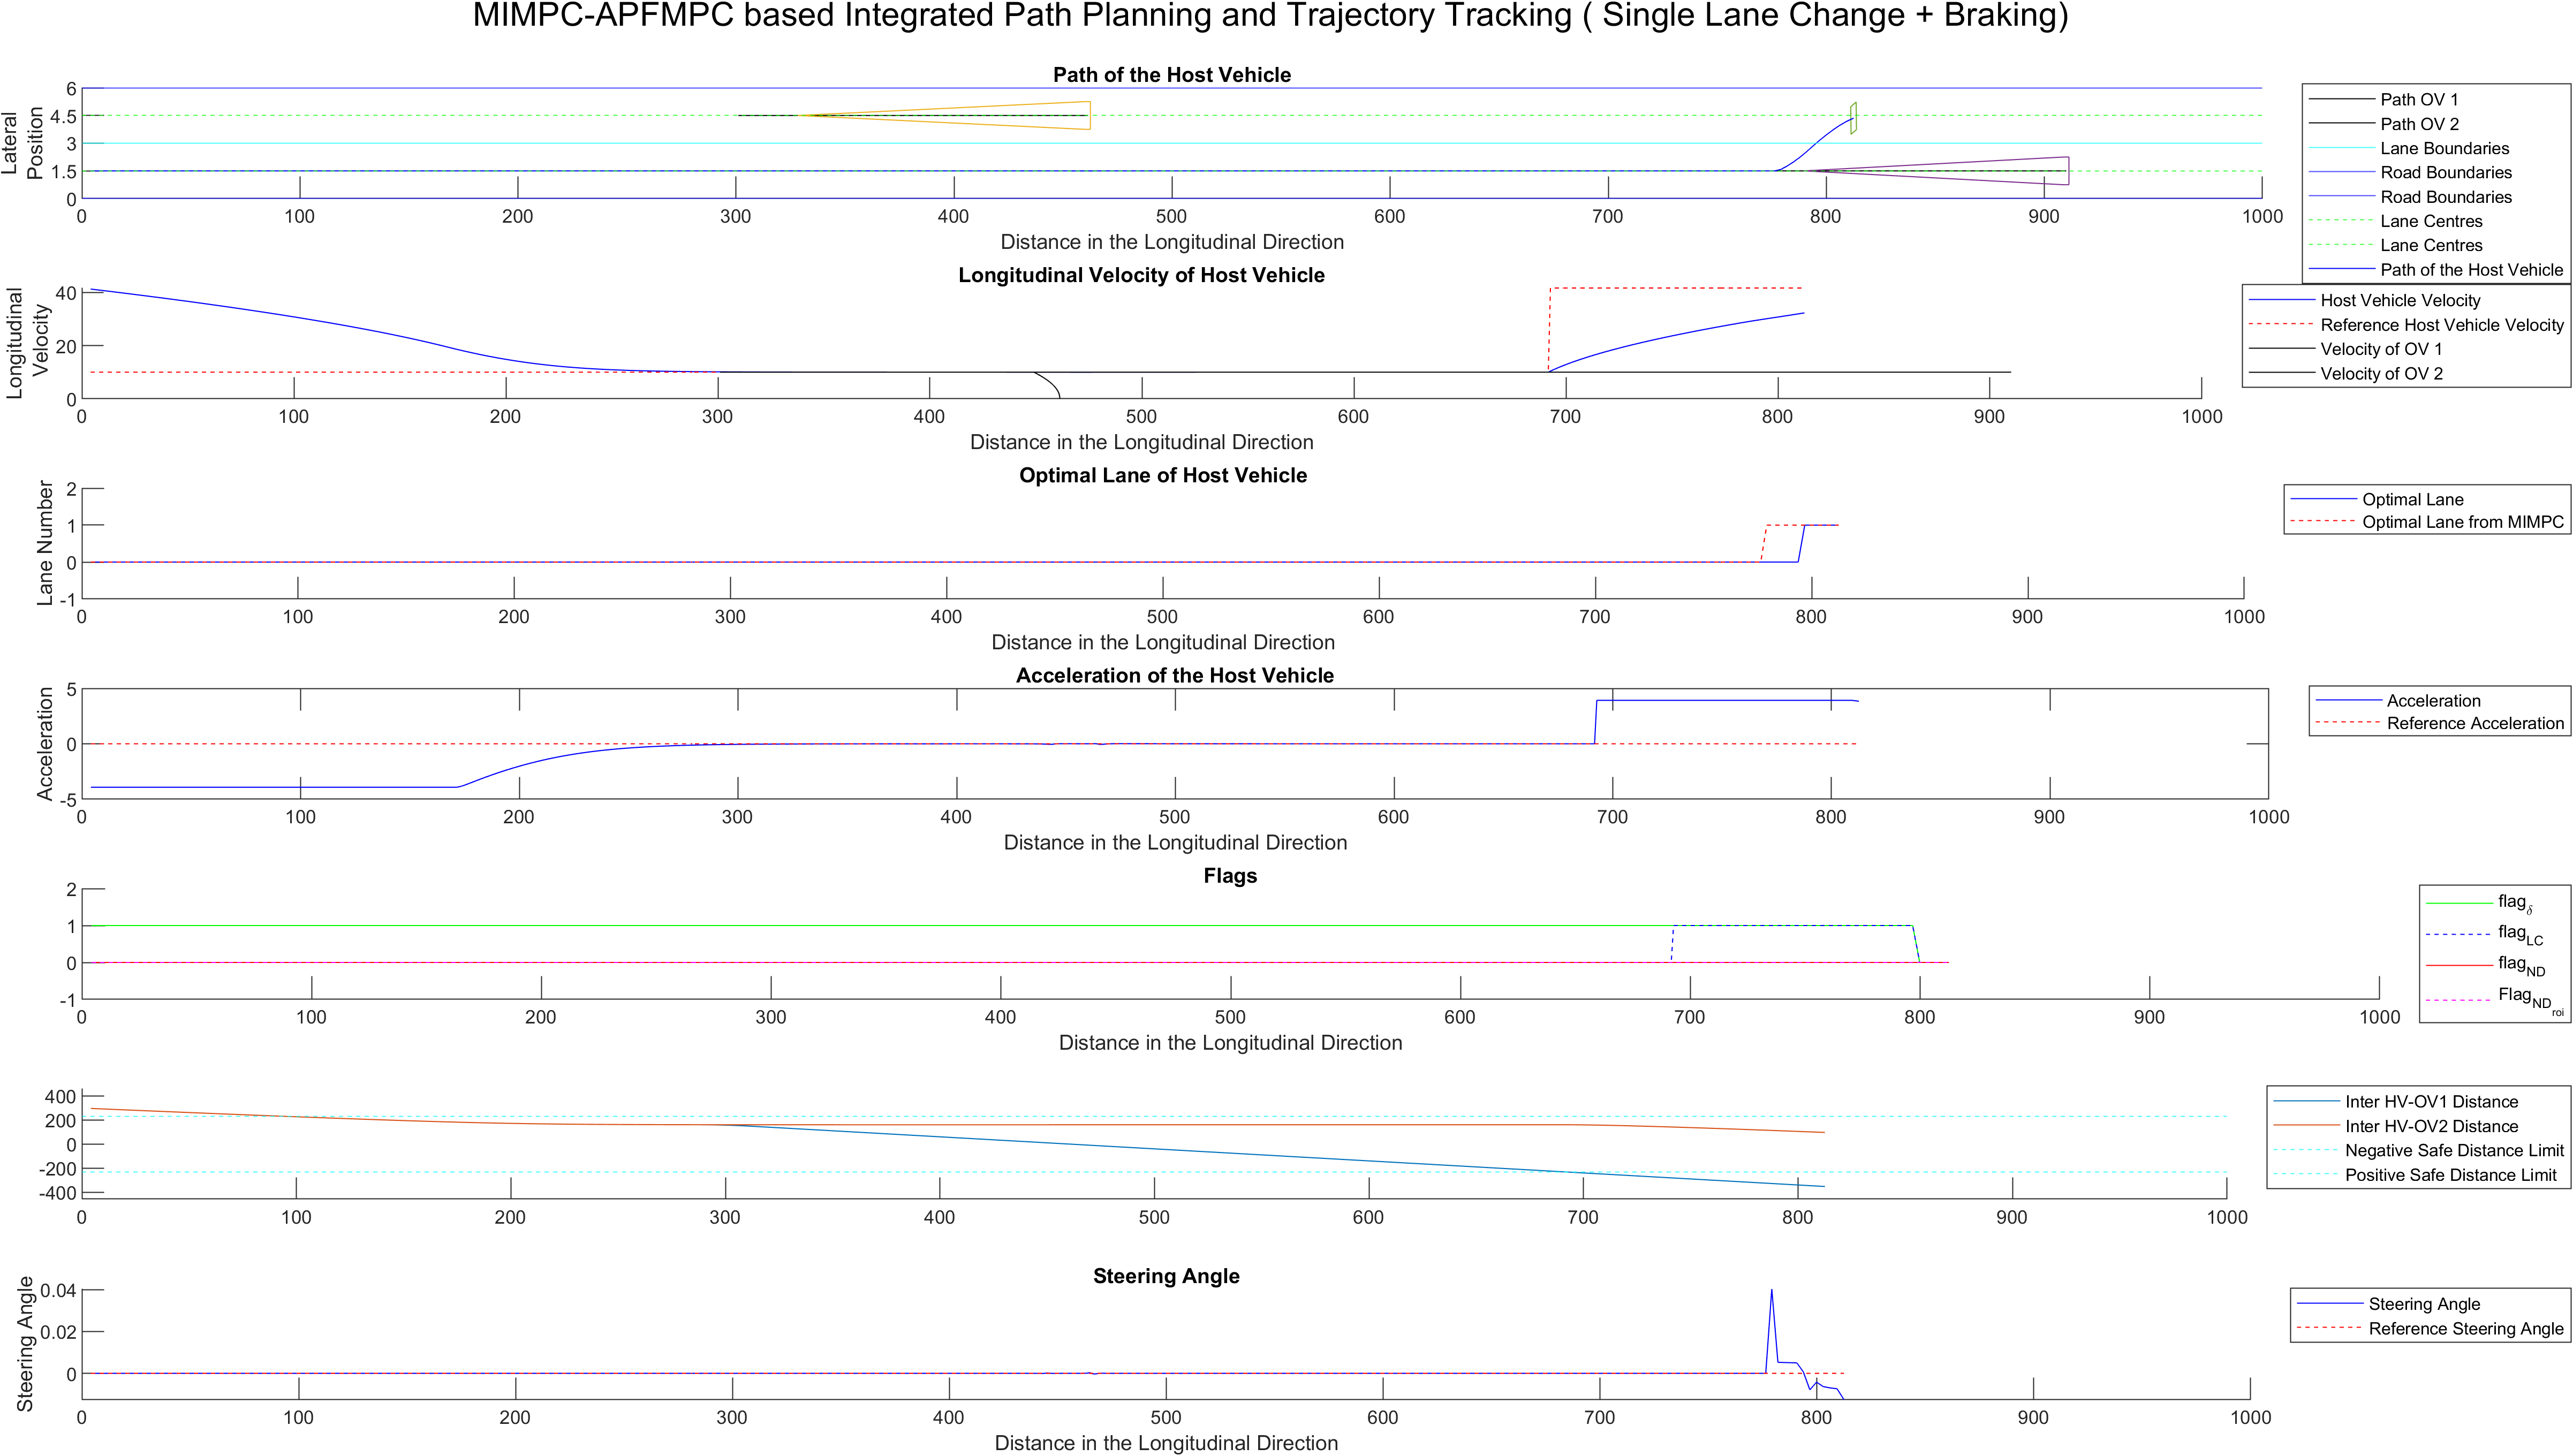 MIMPC-APFMPC based Integrated Path Planning and Trajectory Tracking ( Single Lane Change + Braking)
Path of the Host Vehicle
Lateral
Position
6
4.5
3
1.5
0
0 100 200 300 400 500 600 700 800 900 1000
Distance in the Longitudinal Direction
Path OV 1
Path OV 2
Lane Boundaries
Road Boundaries
Road Boundaries
Lane Centres
Lane Centres
Path of the Host Vehicle
Longitudinal Velocity of Host Vehicle
Longitudinal
Velocity
40
20
0
0 100 200 300 400 500 600 700 800 900 1000
Distance in the Longitudinal Direction
Host Vehicle Velocity
Reference Host Vehicle Velocity
Velocity of OV 1
Velocity of OV 2
Optimal Lane of Host Vehicle
Lane Number
2
1
0
-1
0 100 200 300 400 500 600 700 800 900 1000
Distance in the Longitudinal Direction
Optimal Lane
Optimal Lane from MIMPC
Acceleration of the Host Vehicle
Acceleration
5
0
-5
0 100 200 300 400 500 600 700 800 900 1000
Distance in the Longitudinal Direction
Acceleration
Reference Acceleration
Flags
2
1
0
-1
0 100 200 300 400 500 600 700 800 900 1000
Distance in the Longitudinal Direction
flagδ
flagLC
flagND
FlagNDroi
400
200
0
-200
-400
0 100 200 300 400 500 600 700 800 900 1000
Inter HV-OV1 Distance
Inter HV-OV2 Distance
Negative Safe Distance Limit
Positive Safe Distance Limit
Steering Angle
Steering Angle
0.04
0.02
0
0 100 200 300 400 500 600 700 800 900 1000
Distance in the Longitudinal Direction
Steering Angle
Reference Steering Angle